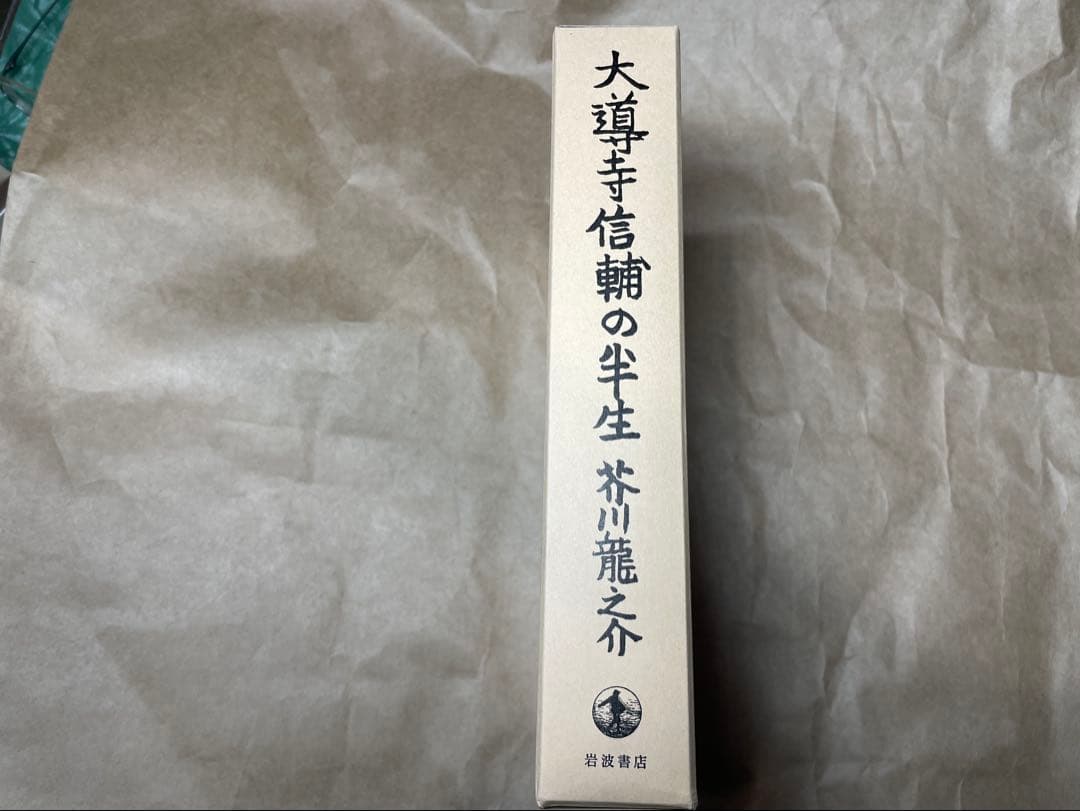 大導寺信輔の半生 芥川龍之介
岩波書店